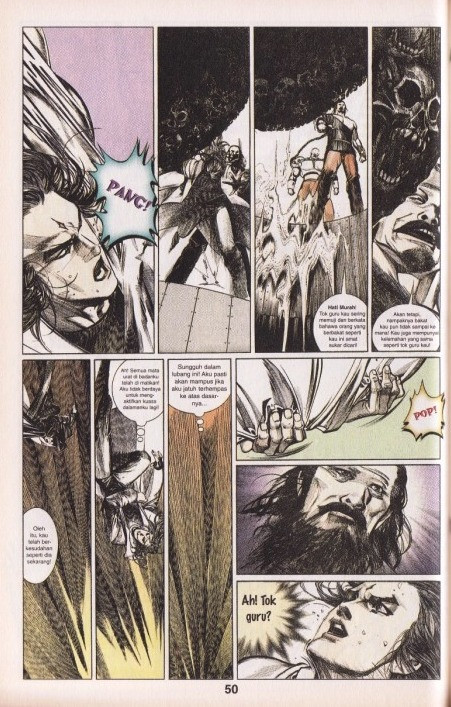 PANG!
Hati Murah!
Tok guru kau sering
memuji dan berkata
bahawa orang yang
berbakat seperti
kau ini amat
sukar dicari!
Akan tetapi,
nampaknya bakat
kau pun tidak sampai ke
mana! Kau juga mempunyai
kelemahan yang sama
seperti tok guru kau!
Oleh
itu, kau
telah ber-
kesudahan
seperti dia
sekarang!
Ah! Semua mata
urat di badanku
telah di matikan!
Aku tidak berdaya
untuk meng-
aktifkan kuasa
dalamanku lagi!
Sungguh dalam
tubang ini! Aku pasti
akan mampus jika
aku jatuh terhempas
ke atas dasar-
nya...
POP!
Ah! Tok
guru?
50